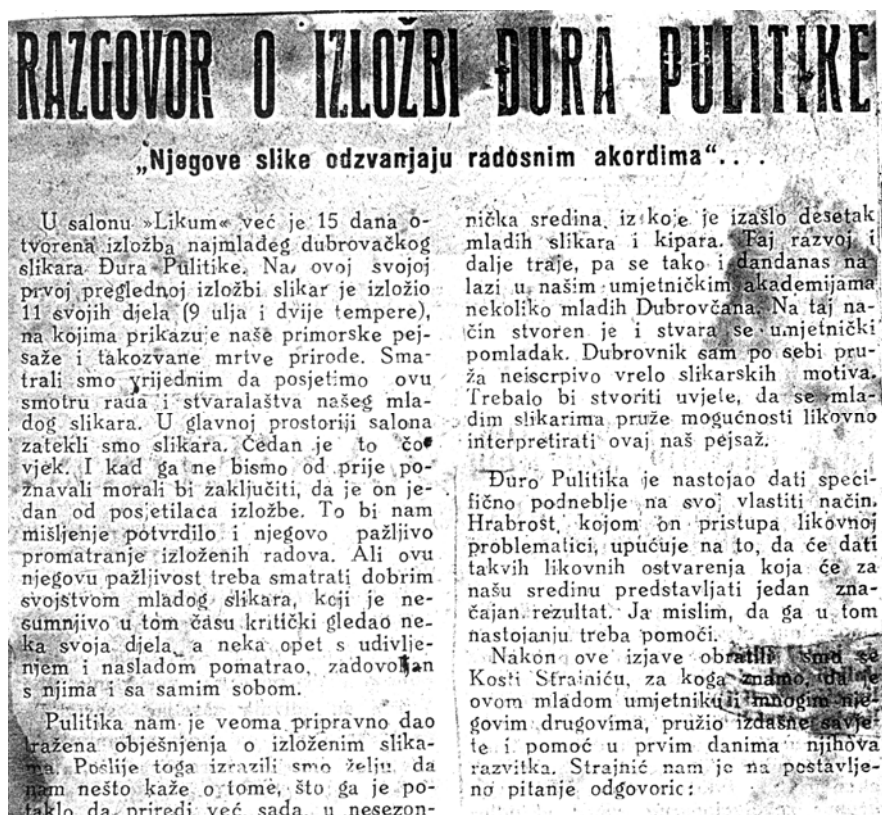 RAZGOVOR O IZLOŽBI ĐURA PULITIKE
„Njegove slike odzvanjaju radosnim akordima“. . .
U salonu »Likum« već je 15 dana o-
tvorena izložba najmlađeg dubrovačkog
slikara Đura Pulitike. Na ovoj svojoj
prvoj preglednoj izložbi slikar je izložio
11 svojih djela (9 ulja i dvije tempere),
na kojima prikazuje naše primorske pej-
saže i takozvane mrtve prirode. Sma-
trali smo vrijednim da posjetimo ovu
smotru rada i stvaralaštva našeg mla-
dog slikara. U glavnoj prostoriji salona
zatekli smo slikara. Čedan je to čo
vjek. I kad ga ne bismo od prije po-
znavali morali bi zaključiti, da je on je-
dan od posjetilaca izložbe. To bi nam
mišljenje potvrdilo i njegovo pažljivo
promatranje izloženih radova. Ali ovu
njegovu pažljivost treba smatrati dobrim
svojstvom mladog slikara, koji je ne-
sumnjivo u tom času kritički gledao ne-
ka svoja djela, a neka opet s udivlje-
njem i nasladom pomatrao, zadovoljan
s njima i sa samim sobom.
Pulitika nam je veoma pripravno dao
tražena obješnjenja o izloženim slika-
ma. Poslije toga izrazili smo želju, da
nam nešto kaže o tome, što ga je po-
taklo da priredi već sada, u nesezon-
nička sredina, iz koje je izašlo desetak
mladih slikara i kipara. Taj razvoj i
dalje traje, pa se tako i dandanas na-
lazi u našim umjetničkim akademijama
nekoliko mladih Dubrovčana. Na taj na-
čin stvoren je i stvara se umjetnički
pomladak. Dubrovnik sam po sebi pru-
ža neiscrpivo vrelo slikarskih motiva.
Trebalo bi stvoriti uvjete, da se mla-
dim slikarima pruže mogućnosti likovno
interpretirati ovaj naš pejsaž.
Đuro Pulitika je nastojao dati speci-
fično podneblje na svoj vlastiti način.
Hrabrost, kojom on pristupa likovnoj
problematici, upućuje na to, da će dati
takvih likovnih ostvarenja koja će za
našu sredinu predstavljati jedan zna-
čajan rezultat. Ja mislim, da ga u tom
nastojanju treba pomoći.
Nakon ove izjave obratili smo se
Kosti Strajniću, za koga znamo, da je
ovom mladom umjetniku i mnogim nje-
govim drugovima, pružio izdašne savje-
te i pomoć u prvim danima njihova
razvitka. Strajnić nam je na postavlje-
no pitanje odgovorio: